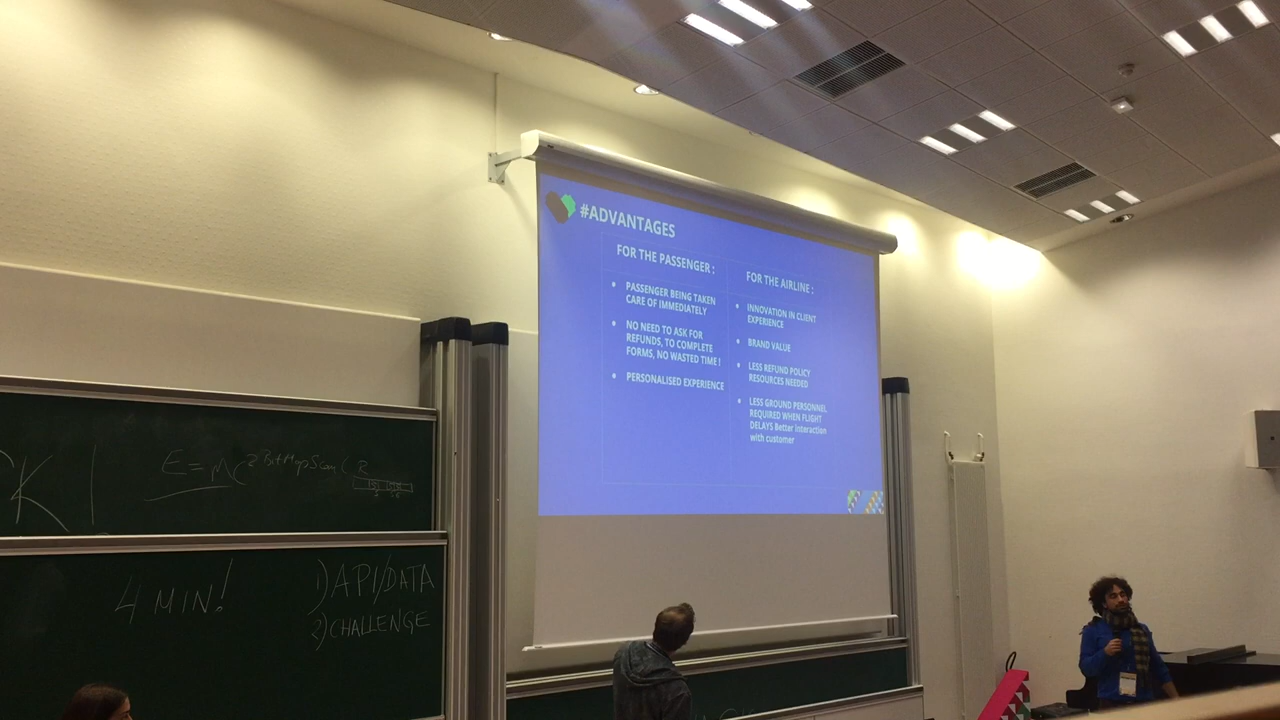 #ADVANTAGES
FOR THE PASSENGER :
• PASSENGER BEING TAKEN
CARE OF IMMEDIATELY
• NO NEED TO ASK FOR
REFUNDS, TO COMPLETE
FORMS, NO WASTED TIME !
• PERSONALISED EXPERIENCE
FOR THE AIRLINE :
• INNOVATION IN CLIENT
EXPERIENCE
• BRAND VALUE
• LESS REFUND POLICY
RESOURCES NEEDED
• LESS GROUND PERSONNEL
REQUIRED WHEN FLIGHT
DELAYS Better interaction
with customer
K
E=MC²
4 MIN!
1) API/DATA
2) CHALLENGE